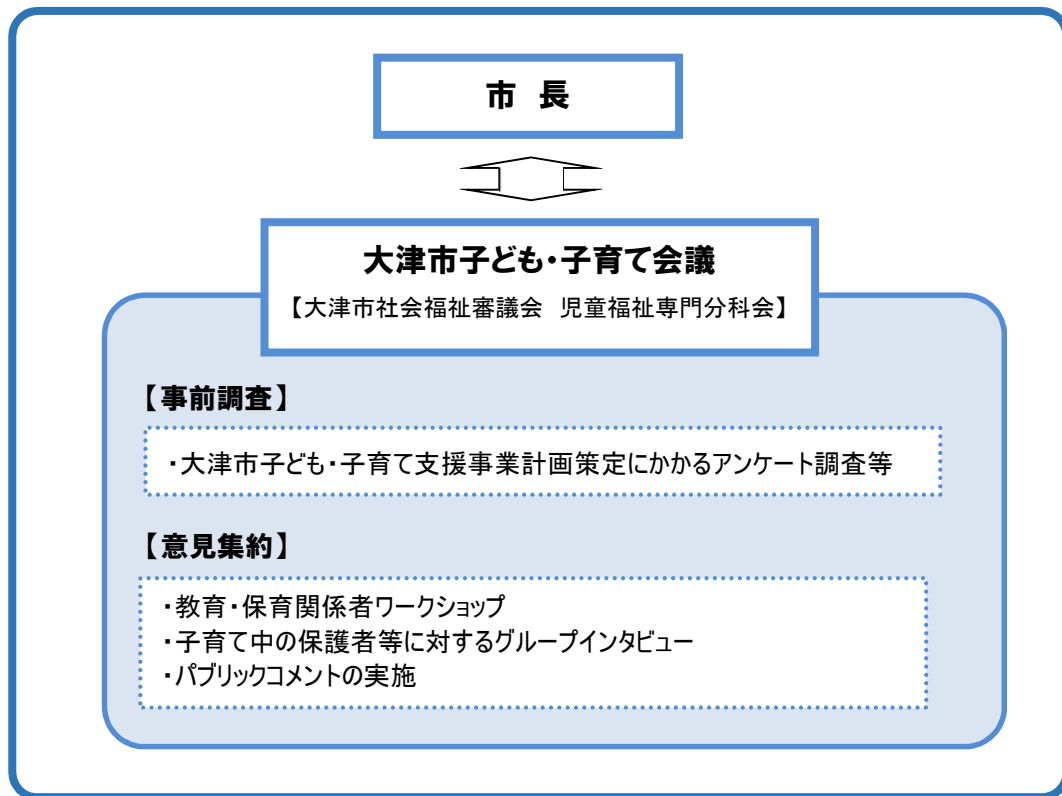 市 長
大津市子ども・子育て会議
【大津市社会福祉審議会 児童福祉専門分科会】
【事前調査】
・大津市子ども・子育て支援事業計画策定にかかるアンケート調査等
【意見集約】
・教育・保育関係者ワークショップ
・子育て中の保護者等に対するグループインタビュー
・パブリックコメントの実施